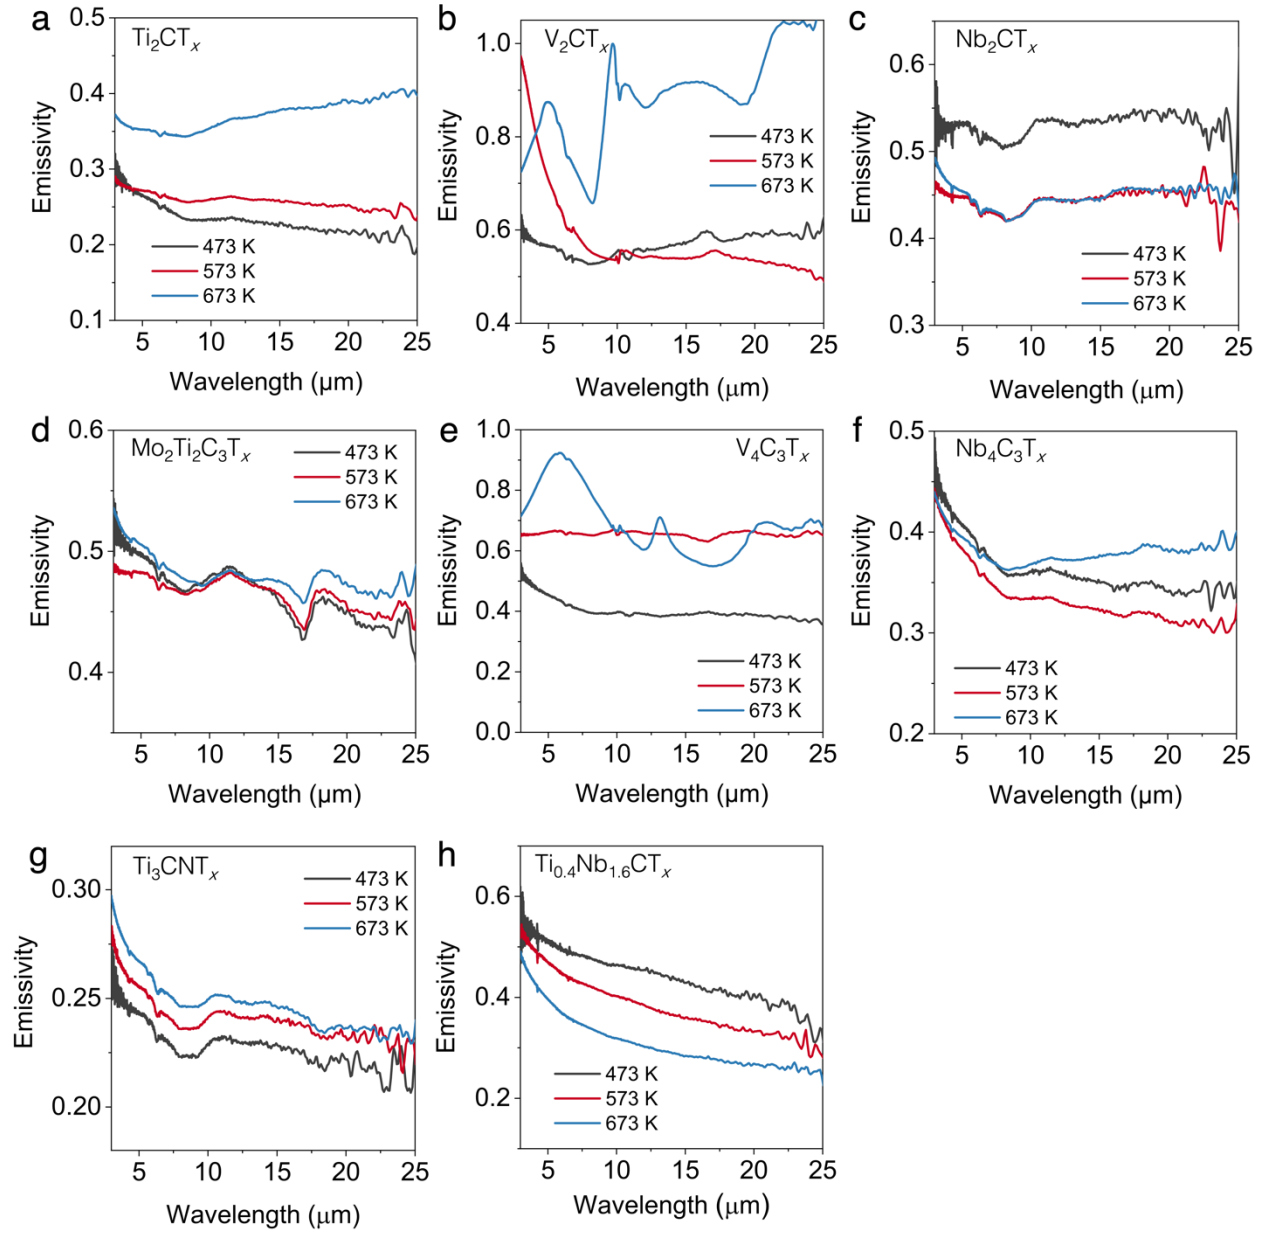 a
Ti₂CTₓ
0.5
0.4
0.3
0.2
0.1
Emissivity
473 K
573 K
673 K
5 10 15 20 25
Wavelength (µm)
b
V₂CTₓ
1.0
0.8
0.6
0.4
Emissivity
473 K
573 K
673 K
5 10 15 20 25
Wavelength (μm)
c
Nb₂CTₓ
0.6
0.5
0.4
0.3
Emissivity
473 K
573 K
673 K
5 10 15 20 25
Wavelength (µm)
d
Mo₂Ti₂C₃Tₓ
0.6
0.5
0.4
Emissivity
473 K
573 K
673 K
5 10 15 20 25
Wavelength (µm)
e
V₄C₃Tₓ
1.0
0.8
0.6
0.4
0.2
0.0
Emissivity
473 K
573 K
673 K
5 10 15 20 25
Wavelength (µm)
f
Nb₄C₃Tₓ
0.5
0.4
0.3
0.2
Emissivity
473 K
573 K
673 K
5 10 15 20 25
Wavelength (µm)
g
Ti₃CNTₓ
0.30
0.25
0.20
Emissivity
473 K
573 K
673 K
5 10 15 20 25
Wavelength (μm)
h
Ti₀.₄Nb₁.₆CTₓ
0.6
0.4
0.2
Emissivity
473 K
573 K
673 K
5 10 15 20 25
Wavelength (μm)